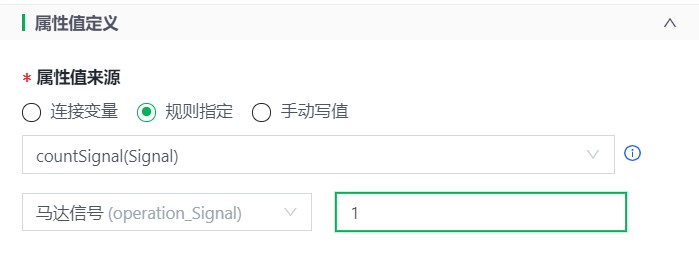 属性值定义
* 属性值来源
连接变量 规则指定 手动写值
countSignal(Signal)
马达信号 (operation_Signal) 1